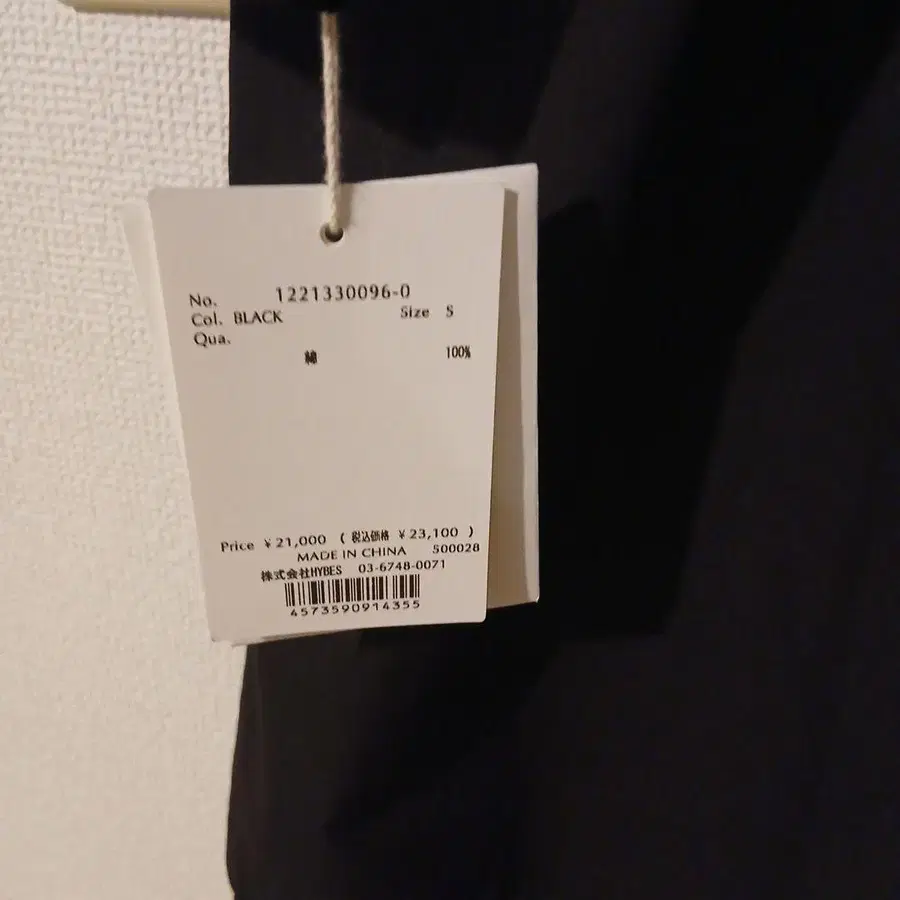 No. 1221330096-0
Col. BLACK Size S
Qua.
綿 100%
Price ¥21,000 ( 税込価格 ¥23,100 )
MADE IN CHINA S00028
株式会社HYBES 03-6748-0071
4573590914355